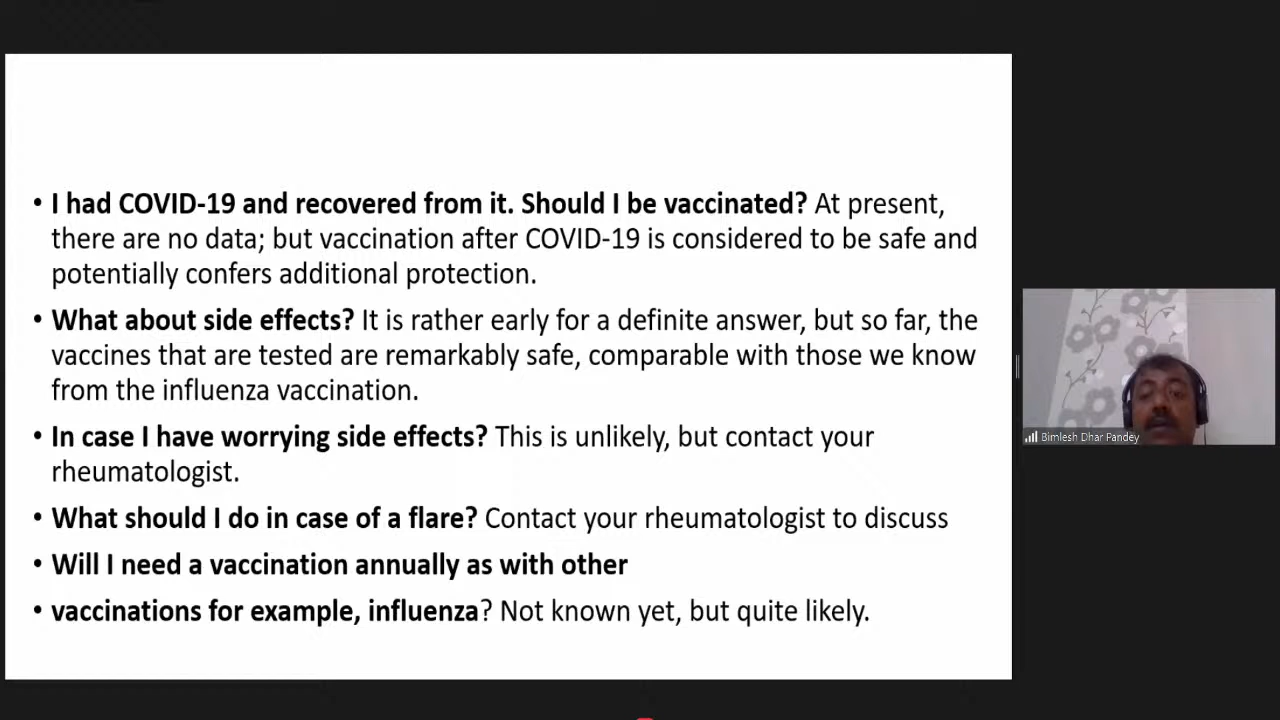 • I had COVID-19 and recovered from it. Should I be vaccinated? At present,
there are no data; but vaccination after COVID-19 is considered to be safe and
potentially confers additional protection.
• What about side effects? It is rather early for a definite answer, but so far, the
vaccines that are tested are remarkably safe, comparable with those we know
from the influenza vaccination.
• In case I have worrying side effects? This is unlikely, but contact your
rheumatologist.
• What should I do in case of a flare? Contact your rheumatologist to discuss
• Will I need a vaccination annually as with other
• vaccinations for example, influenza? Not known yet, but quite likely.
Bimlesh Dhar Pandey